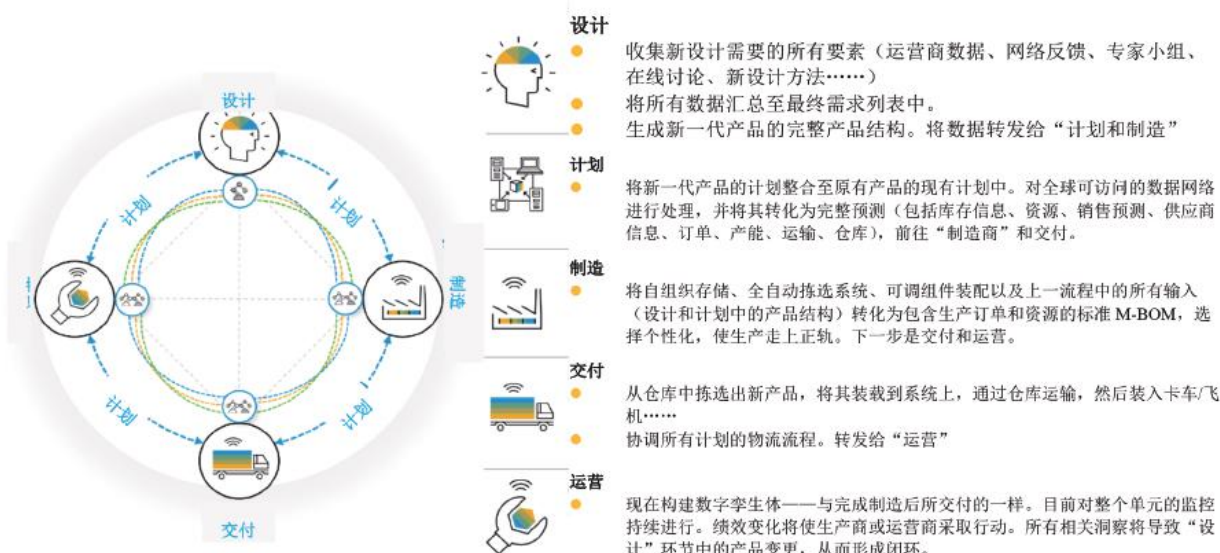 设计
计划
计划
制造
计划
计划
交付
设计
收集新设计需要的所有要素（运营商数据、网络反馈、专家小组、
在线讨论、新设计方法……）
将所有数据汇总至最终需求列表中。
生成新一代产品的完整产品结构。将数据转发给“计划和制造”
计划
将新一代产品的计划整合至原有产品的现有计划中。对全球可访问的数据网络
进行处理，并将其转化为完整预测（包括库存信息、资源、销售预测、供应商
信息、订单、产能、运输、仓库），前往“制造商”和交付。
制造
将自组织存储、全自动拣选系统、可调组件装配以及上一流程中的所有输入
（设计和计划中的产品结构）转化为包含生产订单和资源的标准 M-BOM，选
择个性化，使生产走上正轨。下一步是交付和运营。
交付
从仓库中拣选出新产品，将其装载到系统上，通过仓库运输，然后装入卡车/飞
机……
协调所有计划的物流流程。转发给“运营”
运营
现在构建数字孪生体——与完成制造后所交付的一样。目前对整个单元的监控
持续进行。绩效变化将使生产商或运营商采取行动。所有相关洞察将导致“设
计”环节中的产品变更，从而形成闭环。